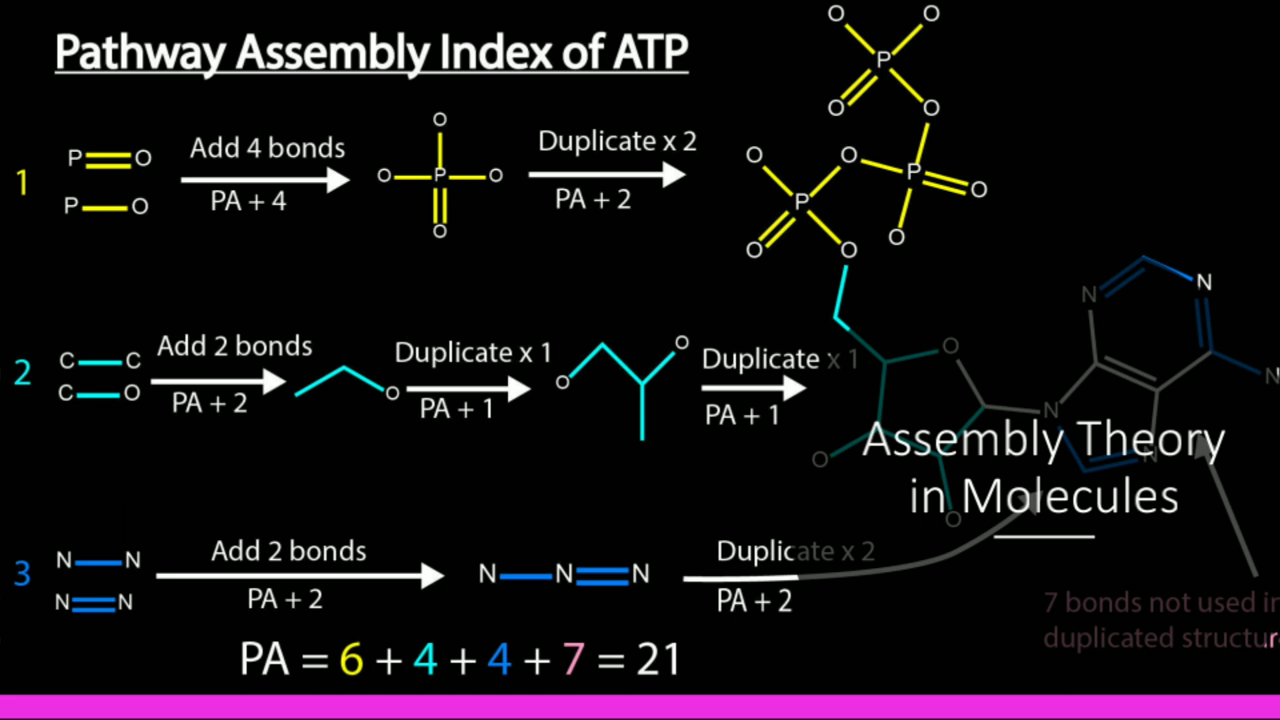 Pathway Assembly Index of ATP
1
P O
P O
Add 4 bonds
PA + 4
O
O P O
O
Duplicate x 2
PA + 2
O O
P
O O
O O P O
P O
O O
2
C C
C O
Add 2 bonds
PA + 2
O
Duplicate x 1
PA + 1
O O
Duplicate x 1
PA + 1
N N
O
N N N
O
O
Assembly Theory
in Molecules
3
N N
N N
Add 2 bonds
PA + 2
N N N
Duplicate x 2
PA + 2
7 bonds not used in
duplicated structur
PA = 6 + 4 + 4 + 7 = 21